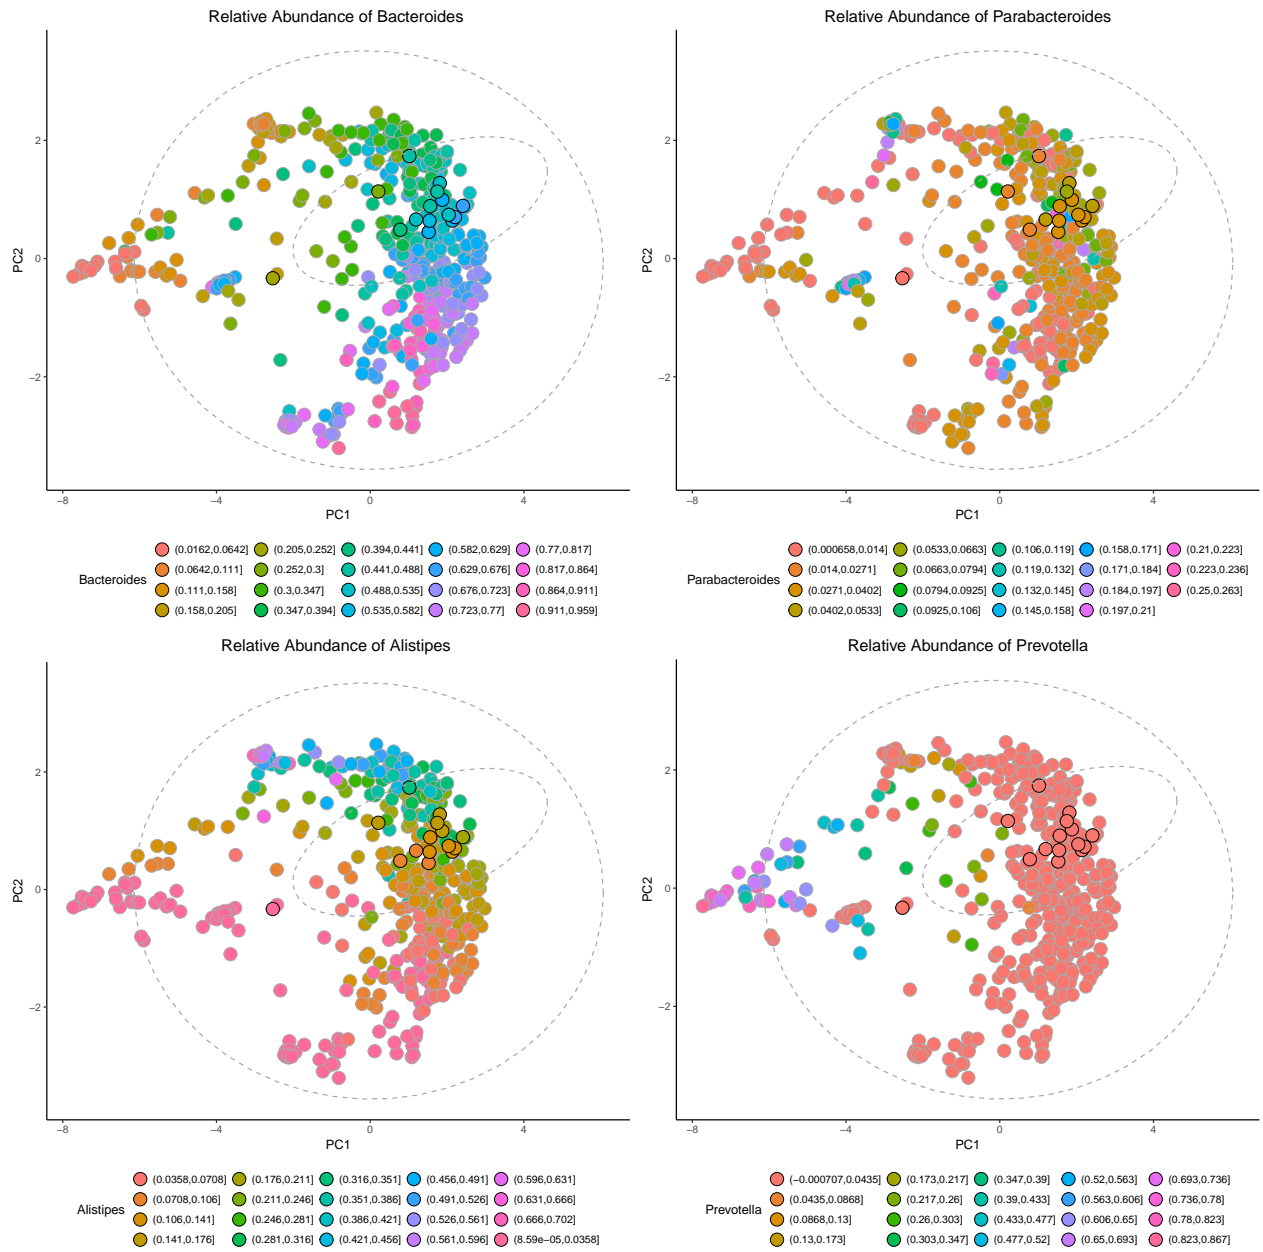 Relative Abundance of Bacteroides
PC2
2
0
−2
−8
−4
0
4
PC1
Bacteroides
(0.0162,0.0642] (0.205,0.252] (0.394,0.441] (0.582,0.629] (0.77,0.817]
(0.0642,0.111] (0.252,0.3] (0.441,0.488] (0.629,0.676] (0.817,0.864]
(0.111,0.158] (0.3,0.347] (0.488,0.535] (0.676,0.723] (0.864,0.911]
(0.158,0.205] (0.347,0.394] (0.535,0.582] (0.723,0.77] (0.911,0.959]
Relative Abundance of Parabacteroides
PC2
2
0
−2
−8
−4
0
4
PC1
Parabacteroides
(0.000658,0.014] (0.0533,0.0663] (0.106,0.119] (0.158,0.171] (0.21,0.223]
(0.014,0.0271] (0.0663,0.0794] (0.119,0.132] (0.171,0.184] (0.223,0.236]
(0.0271,0.0402] (0.0794,0.0925] (0.132,0.145] (0.184,0.197] (0.25,0.263]
(0.0402,0.0533] (0.0925,0.106] (0.145,0.158] (0.197,0.21]
Relative Abundance of Alistipes
PC2
2
0
−2
−8
−4
0
4
PC1
Alistipes
(0.0358,0.0708] (0.176,0.211] (0.316,0.351] (0.456,0.491] (0.596,0.631]
(0.0708,0.106] (0.211,0.246] (0.351,0.386] (0.491,0.526] (0.631,0.666]
(0.106,0.141] (0.246,0.281] (0.386,0.421] (0.526,0.561] (0.666,0.702]
(0.141,0.176] (0.281,0.316] (0.421,0.456] (0.561,0.596] (8.59e−05,0.0358]
Relative Abundance of Prevotella
PC2
2
0
−2
−8
−4
0
4
PC1
Prevotella
(−0.000707,0.0435] (0.173,0.217] (0.347,0.39] (0.52,0.563] (0.693,0.736]
(0.0435,0.0868] (0.217,0.26] (0.39,0.433] (0.563,0.606] (0.736,0.78]
(0.0868,0.13] (0.26,0.303] (0.433,0.477] (0.606,0.65] (0.78,0.823]
(0.13,0.173] (0.303,0.347] (0.477,0.52] (0.65,0.693] (0.823,0.867]